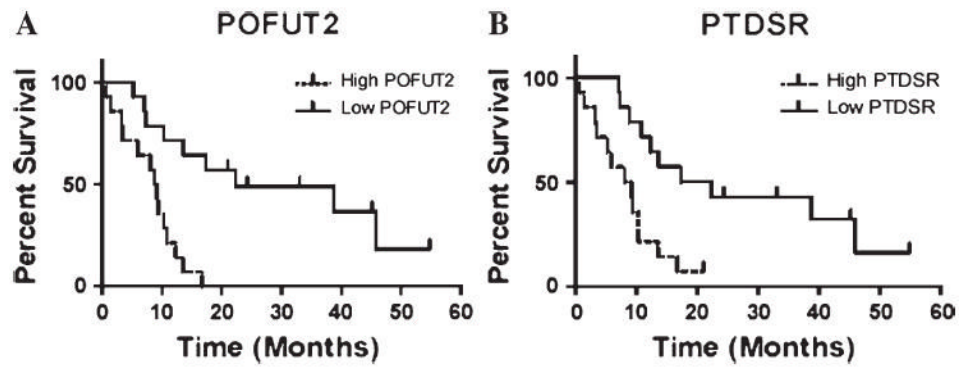 A POFUT2
High POFUT2
Low POFUT2
Percent Survival
100
50
0
0 10 20 30 40 50 60
Time (Months)
B PTDSR
High PTDSR
Low PTDSR
Percent Survival
100
50
0
0 10 20 30 40 50 60
Time (Months)